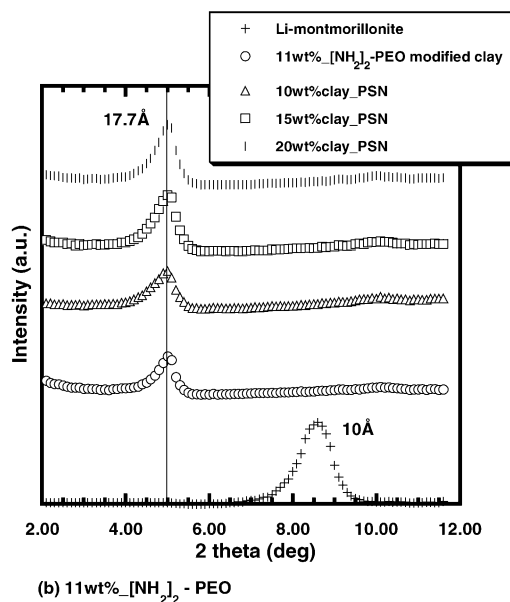 Li-montmorillonite
11wt%_[NH₂]₂-PEO modified clay
10wt%clay_PSN
15wt%clay_PSN
20wt%clay_PSN
17.7Å
10Å
Intensity (a.u.)
2.00 4.00 6.00 8.00 10.00 12.00
2 theta (deg)
(b) 11wt%_[NH₂]₂ - PEO